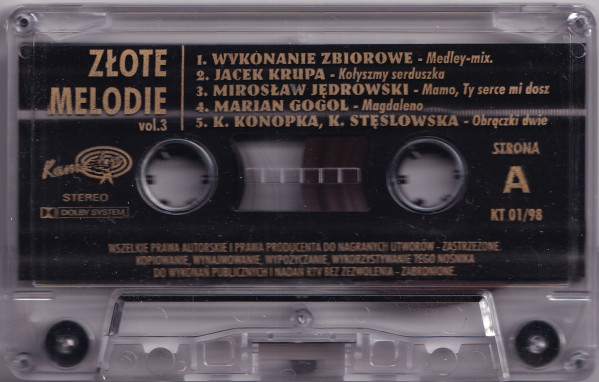 ZŁOTE
MELODIE
vol.3
1. WYKONANIE ZBIOROWE - Medley-mix.
2. JACEK KRUPA - Kołyszmy serduszka
3. MIROSŁAW JĘDROWSKI - Mamo, Ty serce mi dosz
4. MARIAN GOGOL - Magdaleno
5. K. KONOPKA, K. STĘSLOWSKA - Obrączki dwie
STEREO
DOLBY SYSTEM
STRONA
A
KT 01/98
WSZELKIE PRAWA AUTORSKIE I PRAWA PRODUCENTA DO NAGRANYCH UTWORÓW - ZASTRZEŻONE.
KOPIOWANIE, WYNAJMOWANIE, WYPOŻYCZANIE, WYKORZYSTYWANIE TEGO NOŚNIKA
DO WYKONAŃ PUBLICZNYCH I NADAŃ RTV BEZ ZEZWOLENIA - ZABRONIONE.